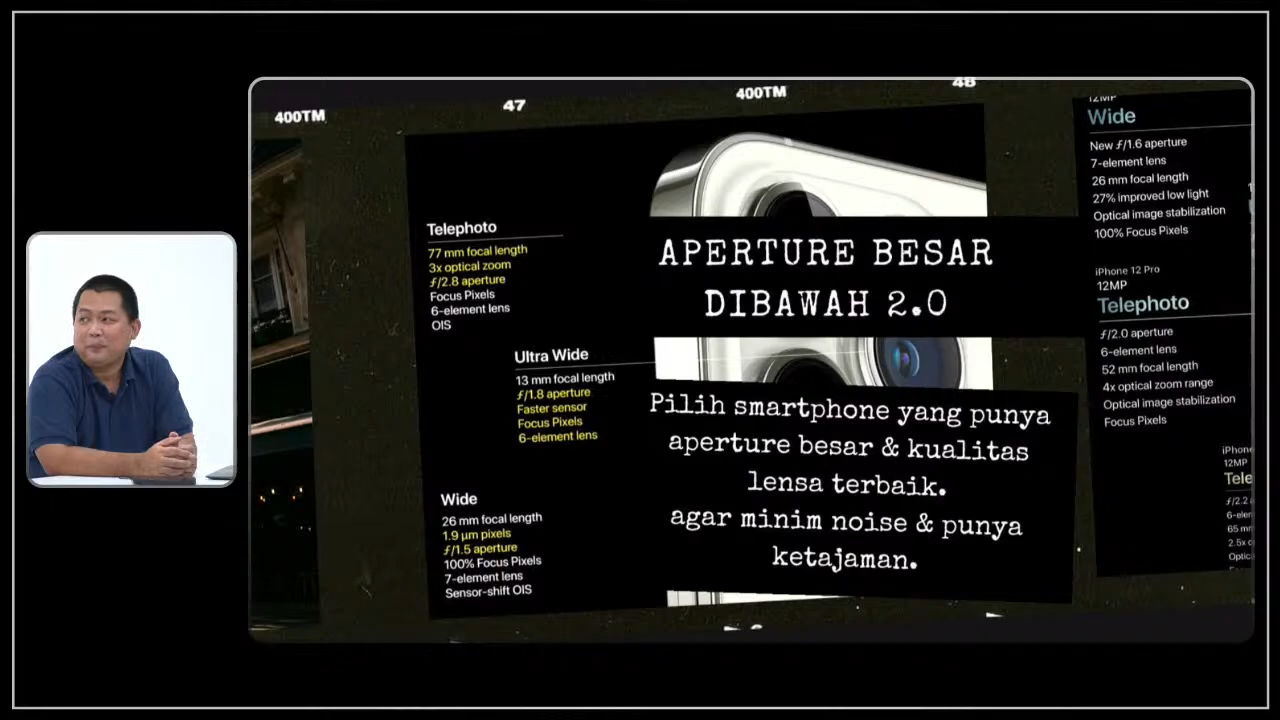 400TM
47
400TM
48
Telephoto
77 mm focal length
3x optical zoom
ƒ/2.8 aperture
Focus Pixels
6-element lens
OIS
Ultra Wide
13 mm focal length
ƒ/1.8 aperture
Faster sensor
Focus Pixels
6-element lens
Wide
26 mm focal length
1.9 µm pixels
ƒ/1.5 aperture
100% Focus Pixels
7-element lens
Sensor-shift OIS
APERTURE BESAR
DIBAWAH 2.0
Pilih smartphone yang punya
aperture besar & kualitas
lensa terbaik.
agar minim noise & punya
ketajaman.
12MP
Wide
New ƒ/1.6 aperture
7-element lens
26 mm focal length
27% improved low light
Optical image stabilization
100% Focus Pixels
iPhone 12 Pro
12MP
Telephoto
ƒ/2.0 aperture
6-element lens
52 mm focal length
4x optical zoom range
Optical image stabilization
Focus Pixels
iPhone
12MP
Tele
ƒ/2.2
65 mm
2.5x